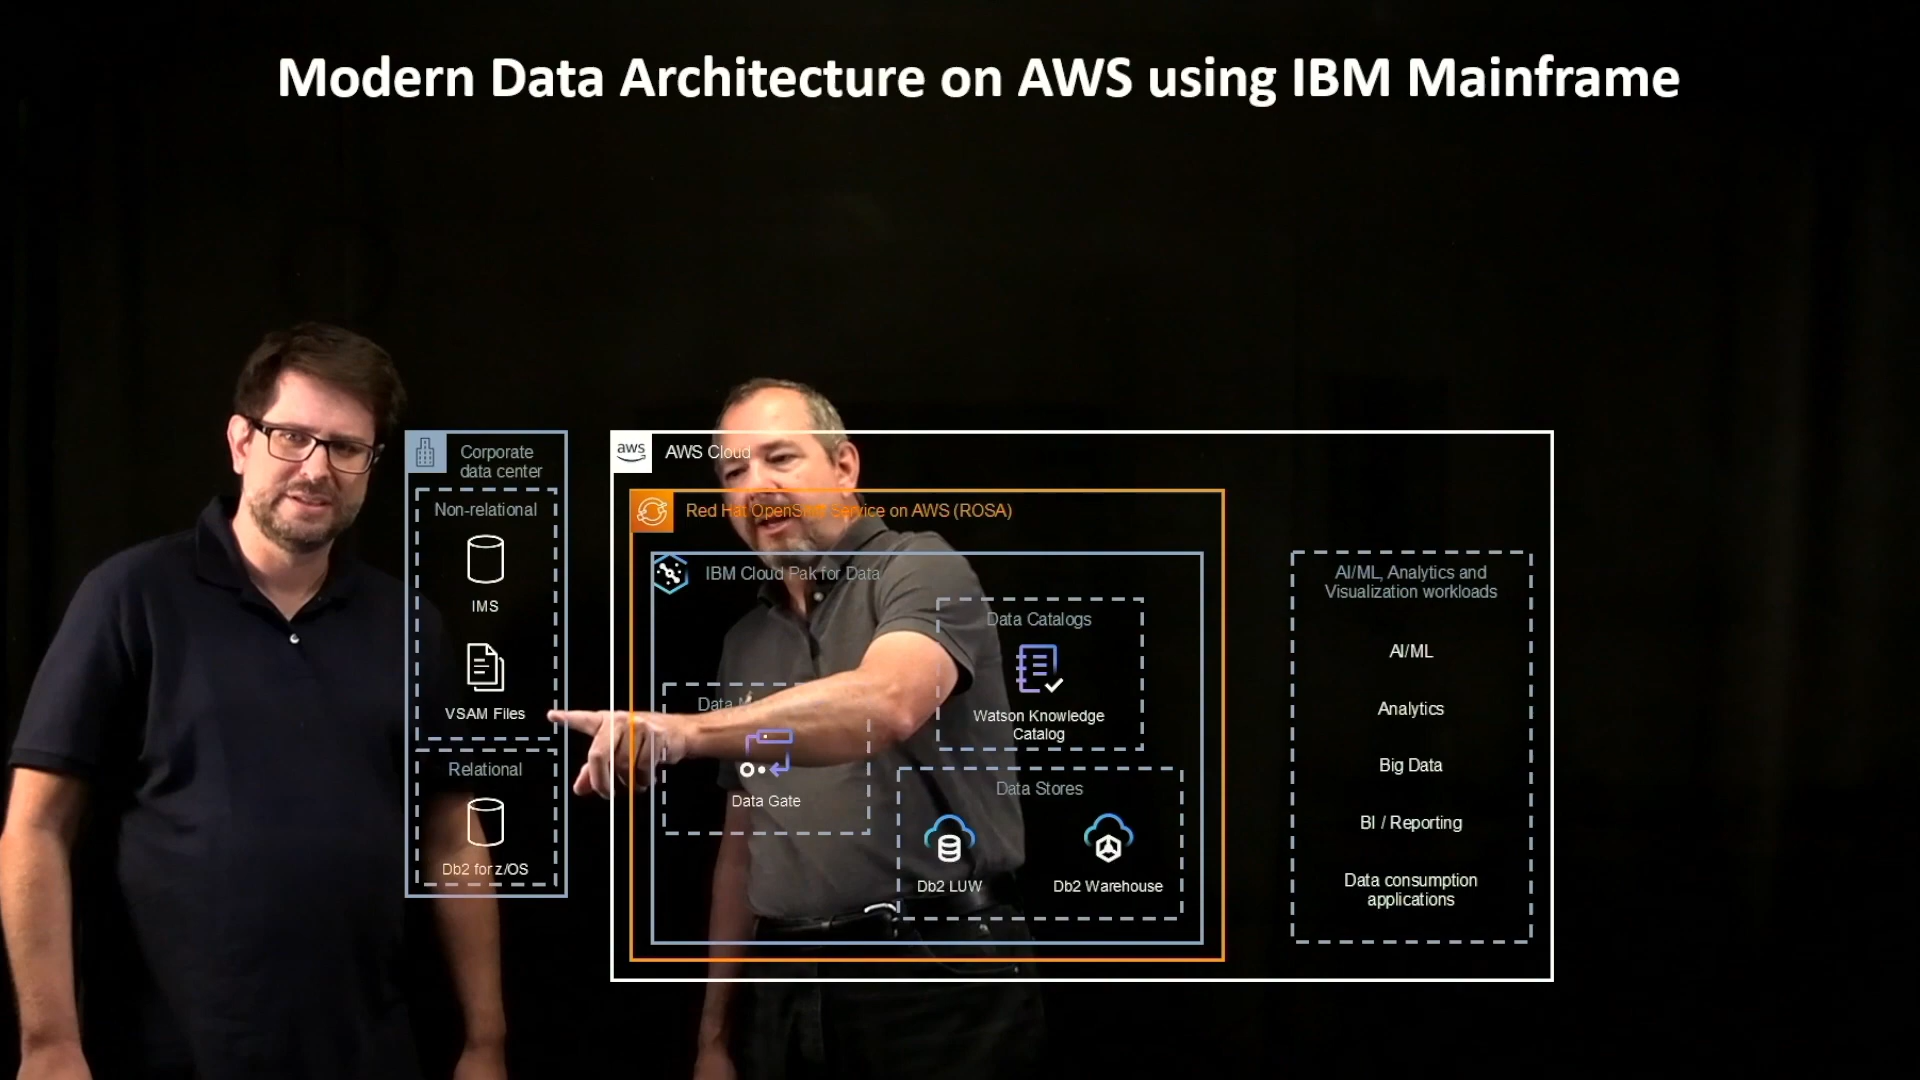 Modern Data Architecture on AWS using IBM Mainframe
Corporate
data center
Non-relational
IMS
VSAM Files
Relational
Db2 for z/OS
aws
AWS Cloud
Red Hat OpenShift Service on AWS (ROSA)
IBM Cloud Pak for Data
Data
Data Gate
Data Catalogs
Watson Knowledge
Catalog
Data Stores
Db2 LUW
Db2 Warehouse
AI/ML, Analytics and
Visualization workloads
AI/ML
Analytics
Big Data
BI / Reporting
Data consumption
applications